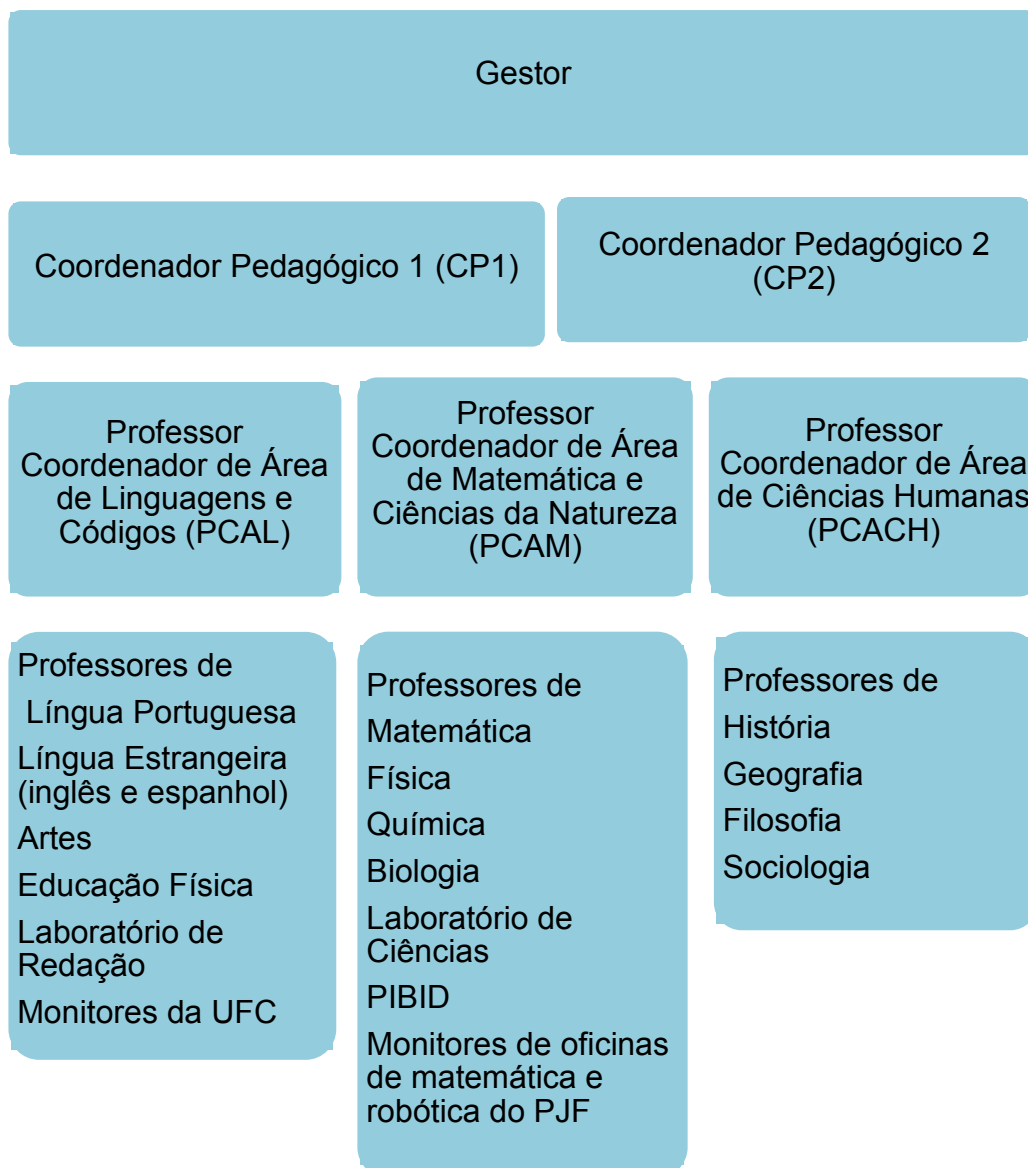 Gestor
Coordenador Pedagógico 1 (CP1)
Coordenador Pedagógico 2
(CP2)
Professor
Coordenador de Área
de Linguagens e
Códigos (PCAL)
Professor
Coordenador de Área
de Matemática e
Ciências da Natureza
(PCAM)
Professor
Coordenador de Área
de Ciências Humanas
(PCACH)
Professores de
Língua Portuguesa
Língua Estrangeira
(inglês e espanhol)
Artes
Educação Física
Laboratório de
Redação
Monitores da UFC
Professores de
Matemática
Física
Química
Biologia
Laboratório de
Ciências
PIBID
Monitores de oficinas
de matemática e
robótica do PJF
Professores de
História
Geografia
Filosofia
Sociologia